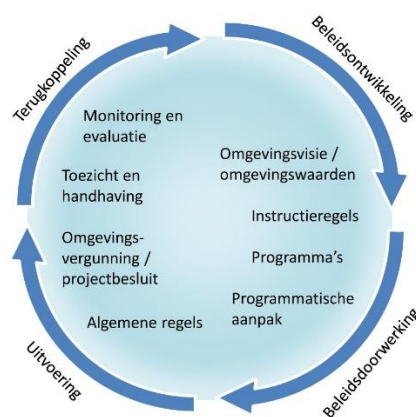 Terugkoppeling
Beleidsontwikkeling
Monitoring en
evaluatie
Toezicht en
handhaving
Omgevings-
vergunning /
projectbesluit
Algemene regels
Omgevingsvisie /
omgevingswaarden
Instructieregels
Programma's
Programmatische
aanpak
Uitvoering
Beleidsdoorwerking